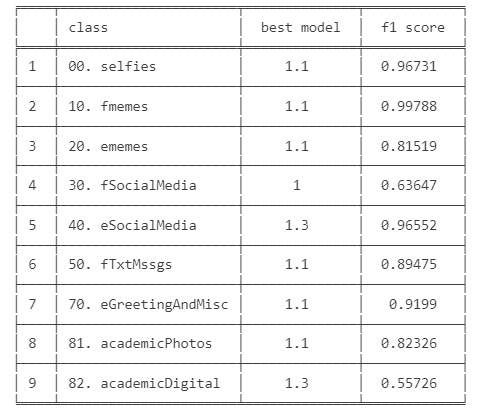 class best model f1 score
1 00. selfies 1.1 0.96731
2 10. fmemes 1.1 0.99788
3 20. ememes 1.1 0.81519
4 30. fSocialMedia 1 0.63647
5 40. eSocialMedia 1.3 0.96552
6 50. fTxtMssgs 1.1 0.89475
7 70. eGreetingAndMisc 1.1 0.9199
8 81. academicPhotos 1.1 0.82326
9 82. academicDigital 1.3 0.55726